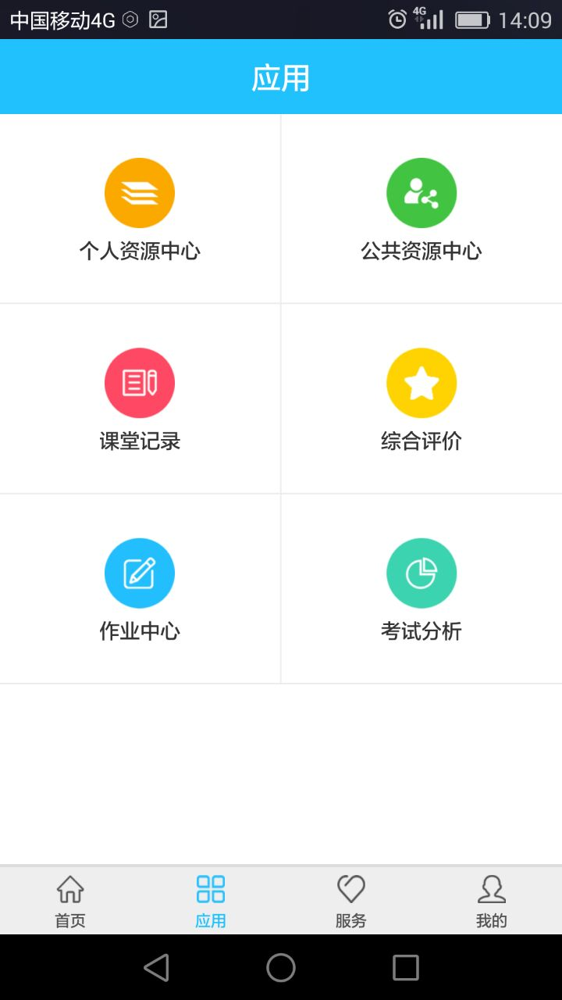 中国移动4G 4G 14:09
应用
个人资源中心 公共资源中心
课堂记录 综合评价
作业中心 考试分析
首页 应用 服务 我的